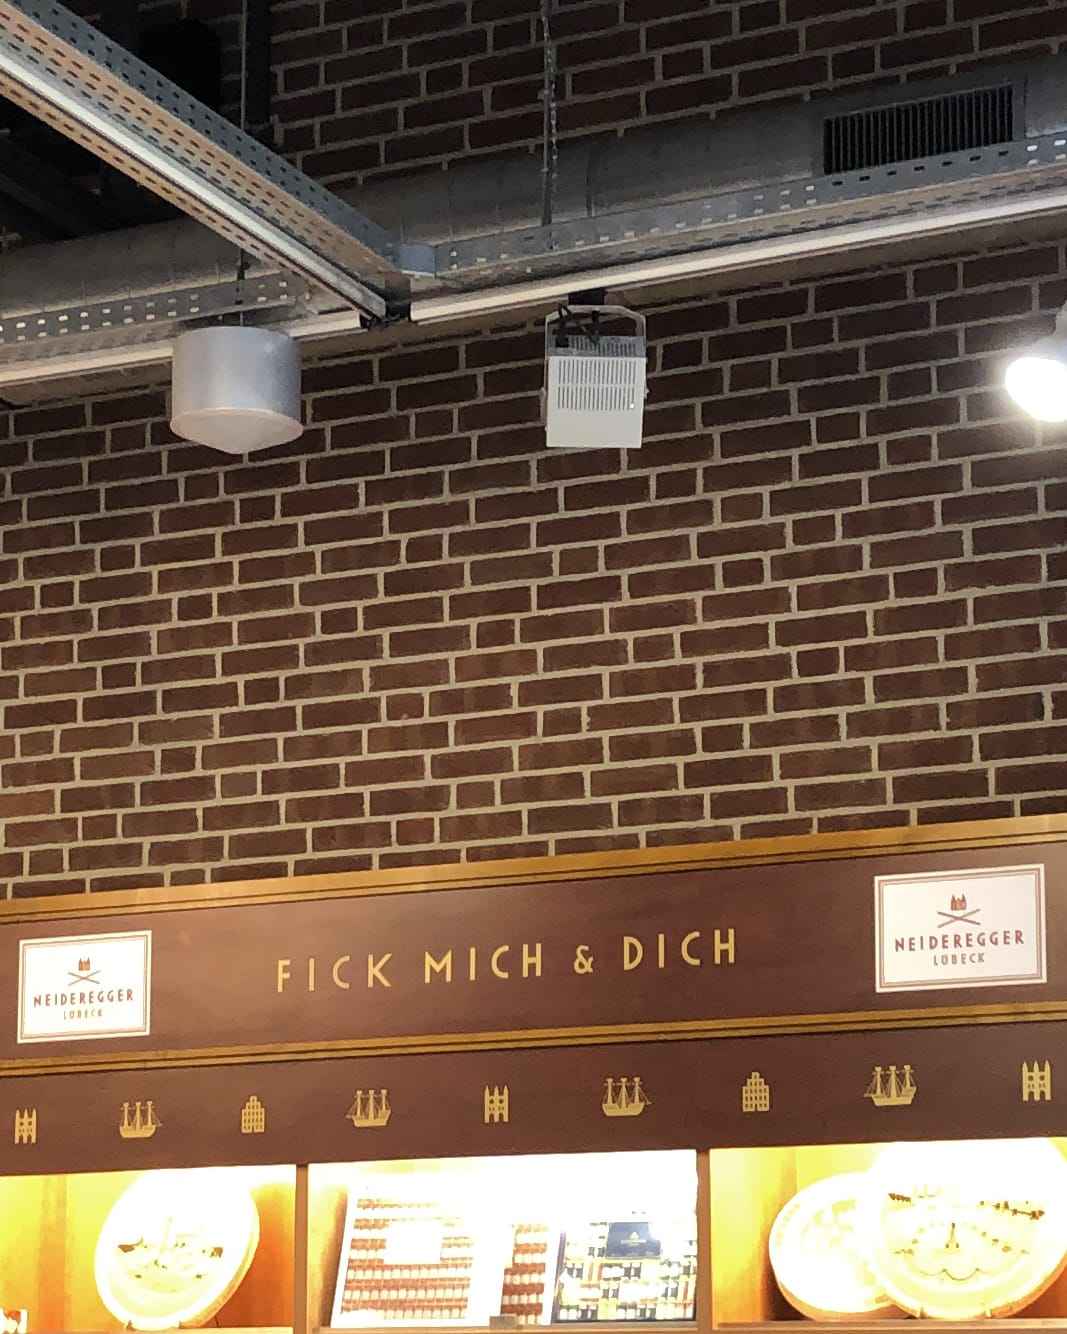 FICK MICH & DICH
NEIDEREGGER
LÜBECK
NEIDEREGGER
LÜBECK